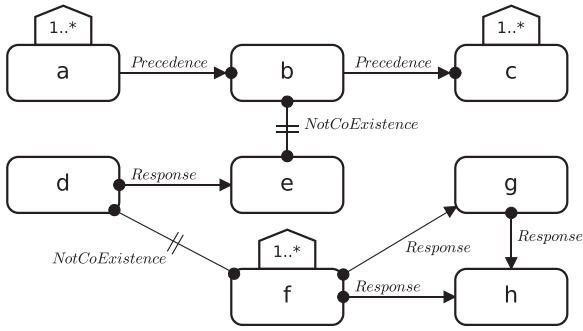 1..*
1..*
a
Precedence
b
Precedence
c
NotCoExistence
d
Response
e
g
Response
NotCoExistence
1..*
Response
f
Response
h